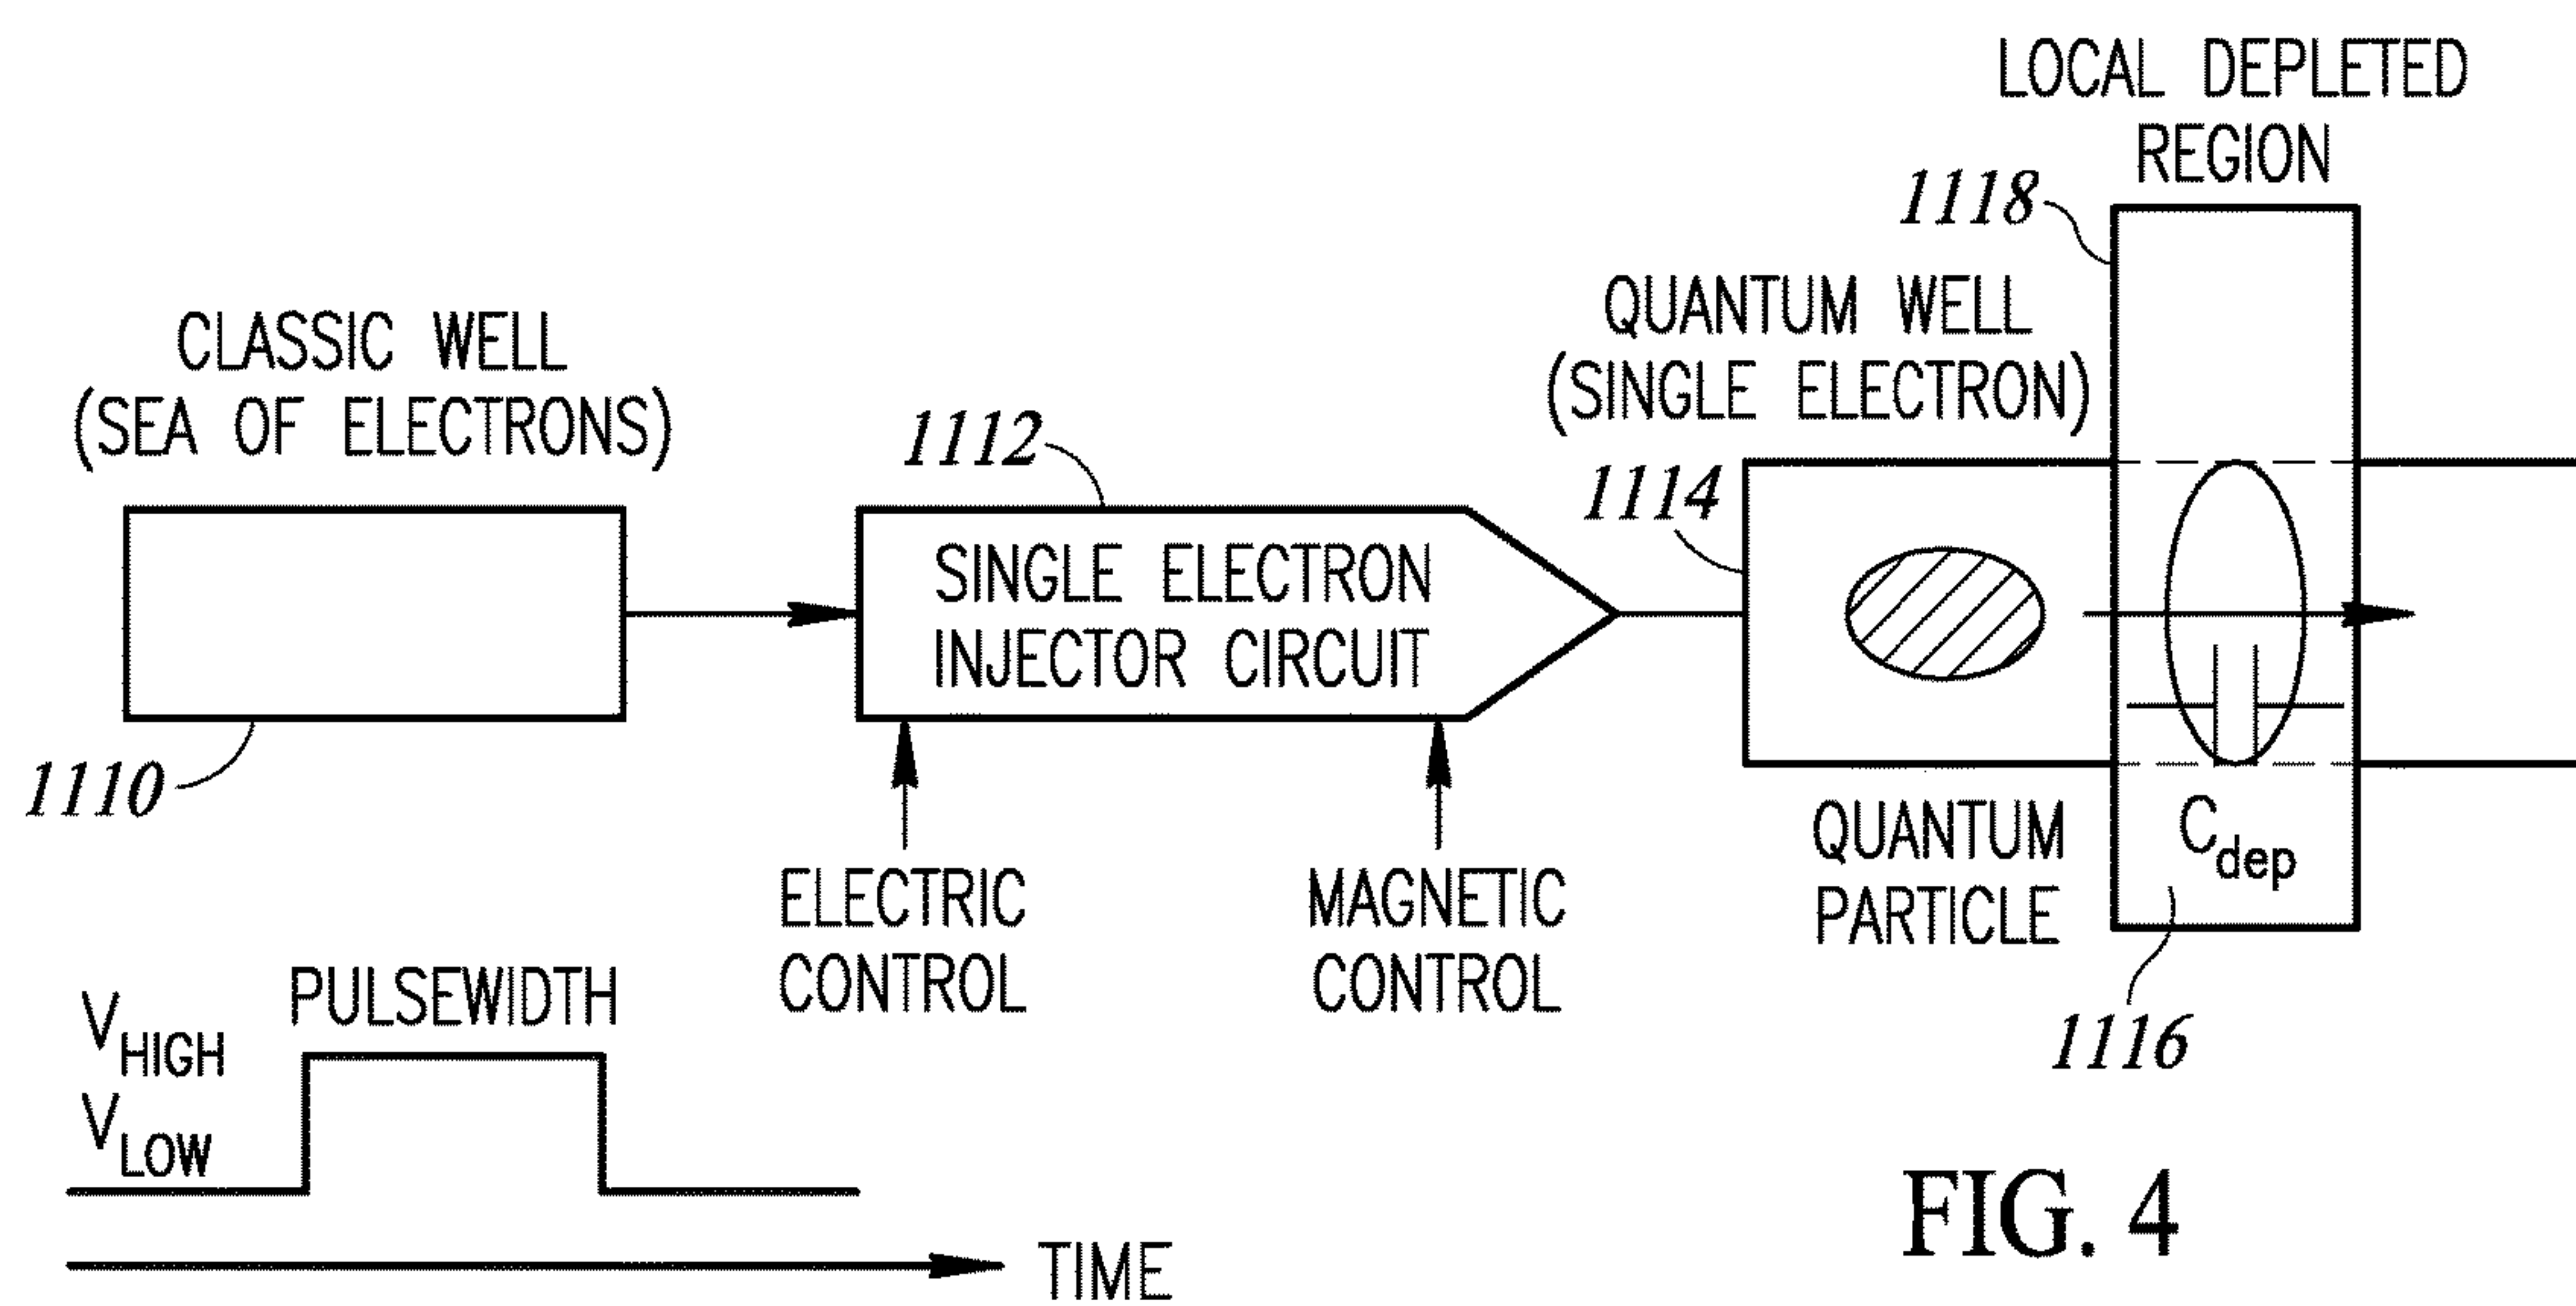 LOCAL DEPLETED
REGION
1118
CLASSIC WELL
(SEA OF ELECTRONS)
QUANTUM WELL
(SINGLE ELECTRON)
1112
1114
SINGLE ELECTRON
INJECTOR CIRCUIT
1110
ELECTRIC
CONTROL
MAGNETIC
CONTROL
QUANTUM
PARTICLE
Cdep
1116
VHIGH
PULSEWIDTH
VLOW
TIME
FIG. 4